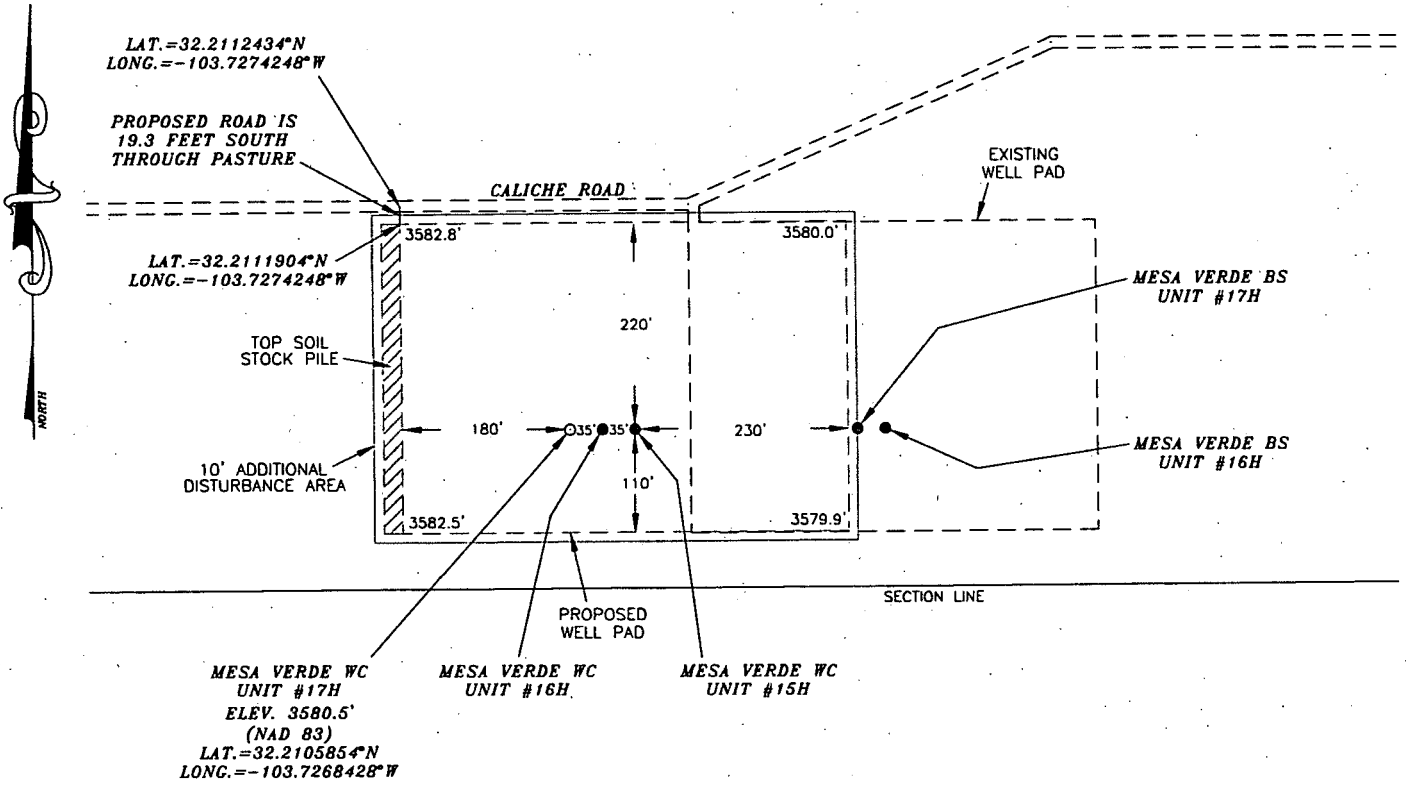 LAT.=32.2112434°N
LONG.=-103.7274248°W
PROPOSED ROAD IS
19.3 FEET SOUTH
THROUGH PASTURE
CALICHE ROAD
EXISTING
WELL PAD
3582.8'
3580.0'
LAT.=32.2111904°N
LONG.=-103.7274248°W
MESA VERDE BS
UNIT #17H
220'
TOP SOIL
STOCK PILE
NORTH
180'
35'
35'
230'
MESA VERDE BS
UNIT #16H
10' ADDITIONAL
DISTURBANCE AREA
110'
3582.5'
3579.9'
SECTION LINE
PROPOSED
WELL PAD
MESA VERDE WC
UNIT #17H
ELEV. 3580.5'
(NAD 83)
LAT.=32.2105854°N
LONG.=-103.7268428°W
MESA VERDE WC
UNIT #16H
MESA VERDE WC
UNIT #15H